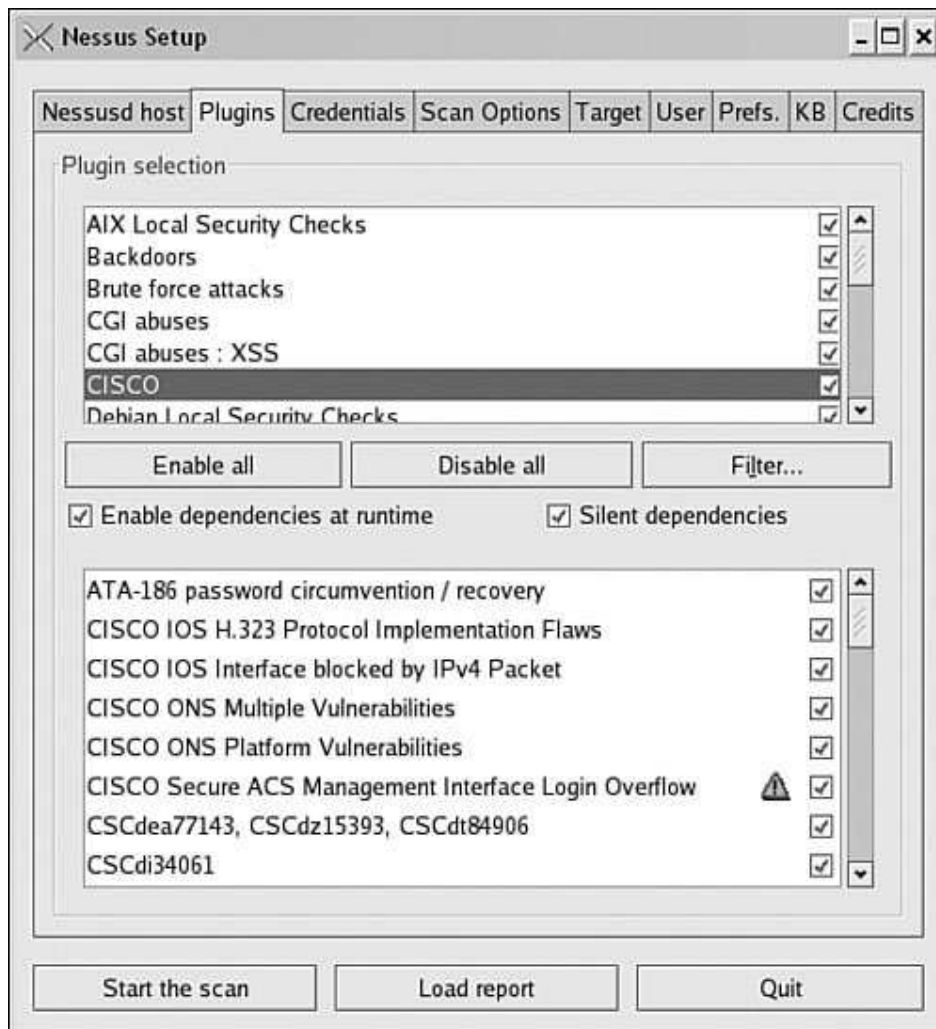 Nessus Setup
Nessusd host Plugins Credentials Scan Options Target User Prefs. KB Credits
Plugin selection
AIX Local Security Checks
Backdoors
Brute force attacks
CGI abuses
CGI abuses : XSS
CISCO
Debian Local Security Checks
Enable all Disable all Filter...
Enable dependencies at runtime Silent dependencies
ATA-186 password circumvention / recovery
CISCO IOS H.323 Protocol Implementation Flaws
CISCO IOS Interface blocked by IPv4 Packet
CISCO ONS Multiple Vulnerabilities
CISCO ONS Platform Vulnerabilities
CISCO Secure ACS Management Interface Login Overflow
CSCdea77143, CSCdz15393, CSCdt84906
CSCdi34061
Start the scan Load report Quit